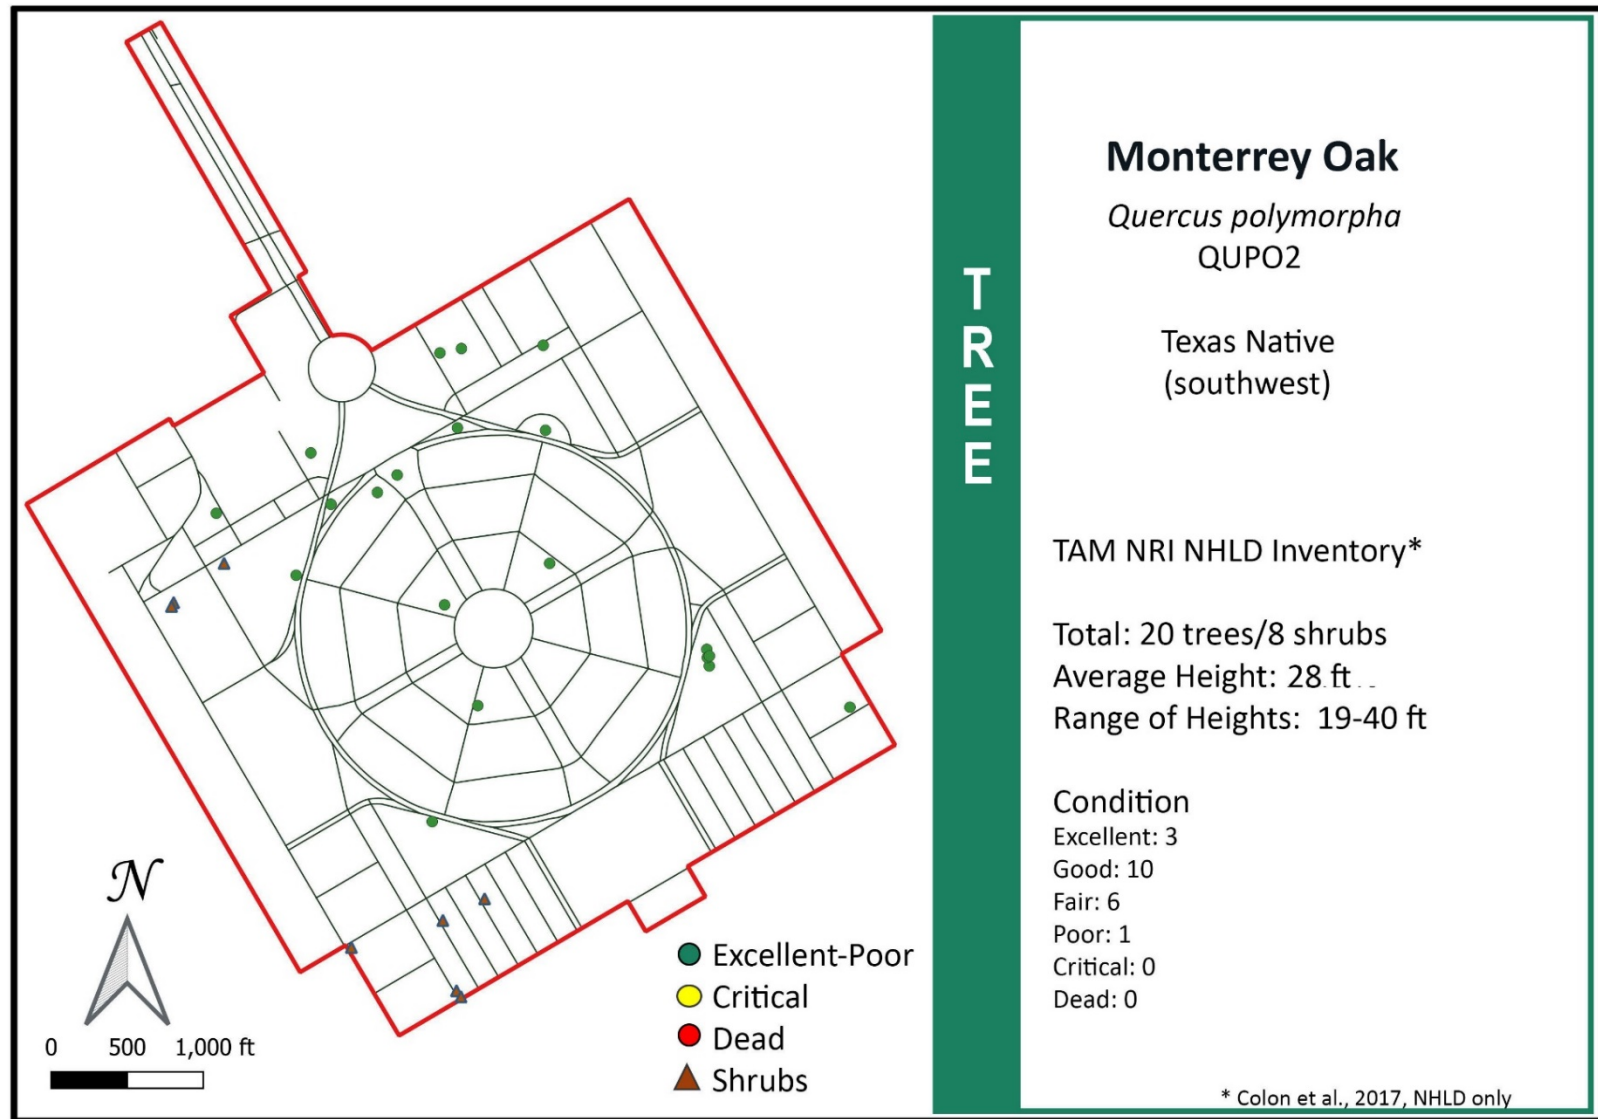 N
0 500 1,000 ft
Excellent-Poor
Critical
Dead
Shrubs
TREE
Monterrey Oak
Quercus polymorpha
QUPO2
Texas Native
(southwest)
TAM NRI NHLD Inventory*
Total: 20 trees/8 shrubs
Average Height: 28 ft
Range of Heights: 19-40 ft
Condition
Excellent: 3
Good: 10
Fair: 6
Poor: 1
Critical: 0
Dead: 0
* Colon et al., 2017, NHLD only